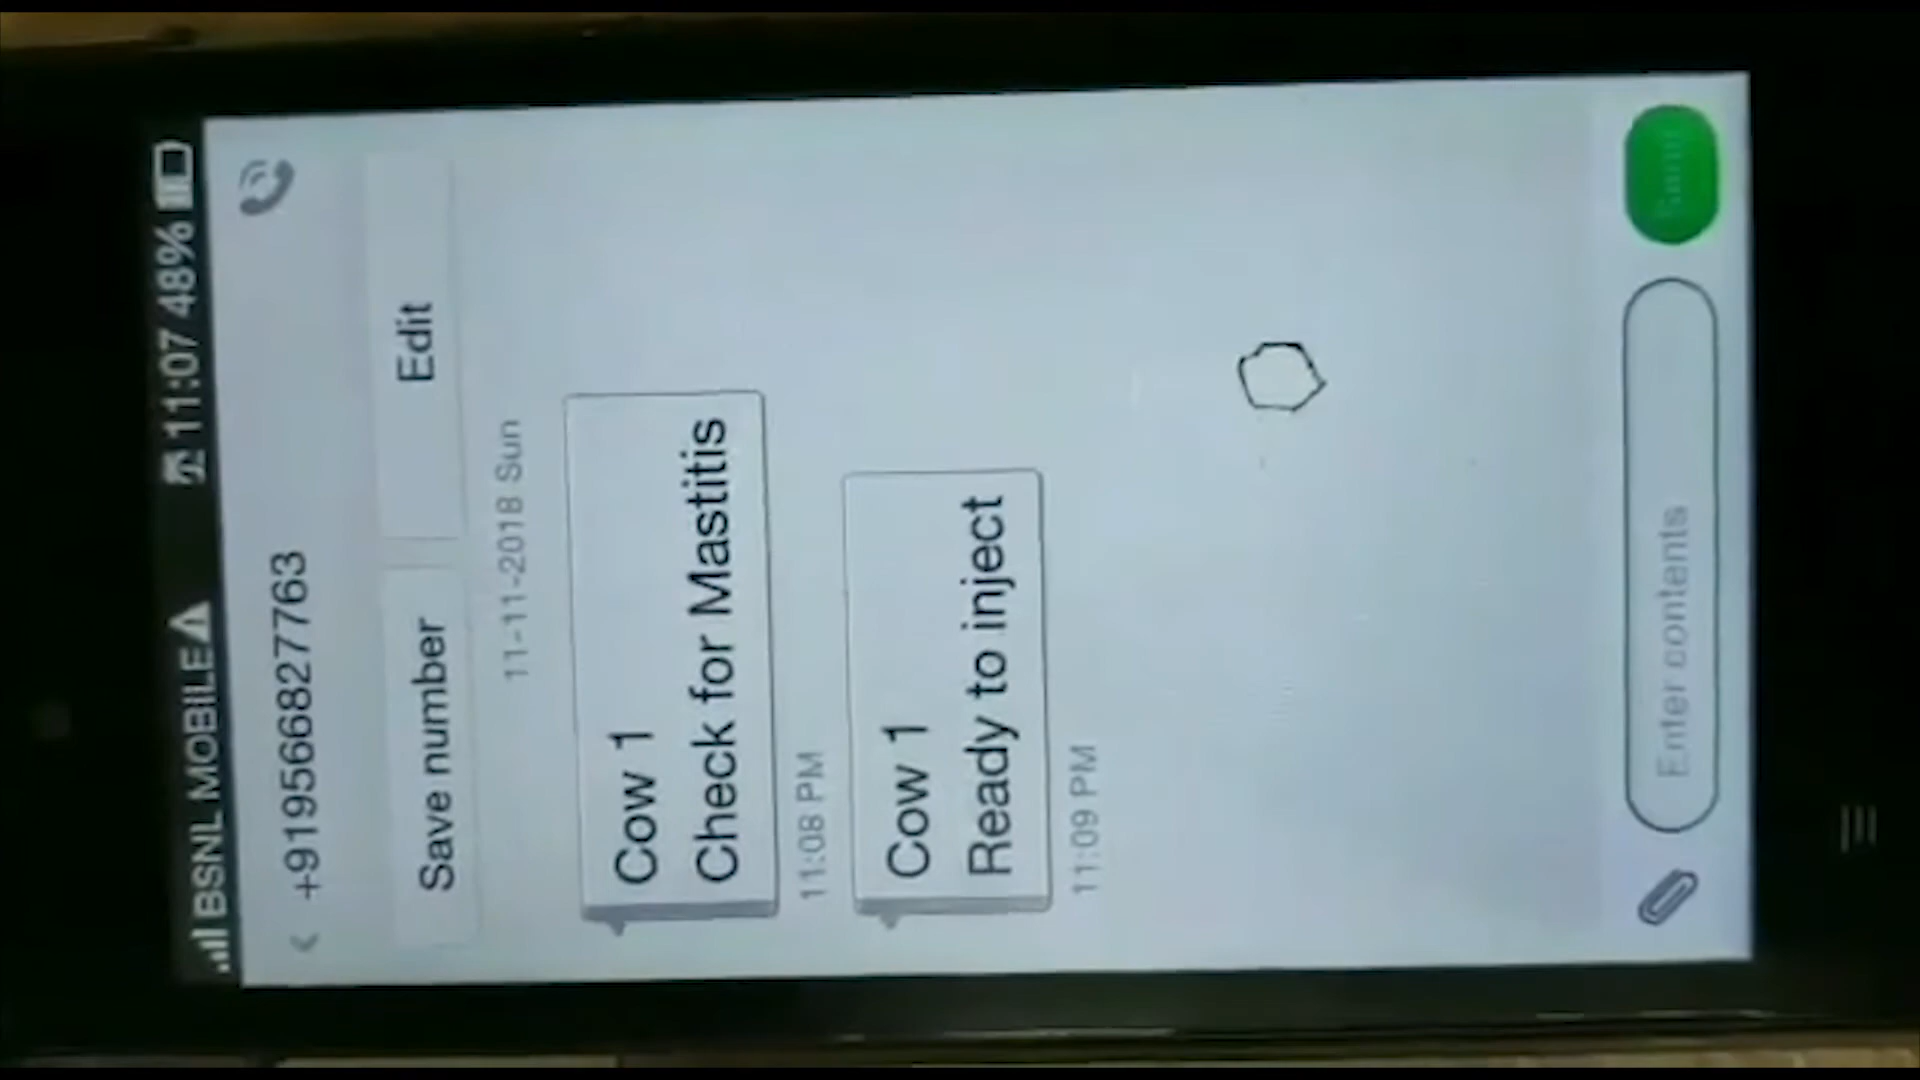 BSNL MOBILE 11:07 48%
+919566827763
Save number Edit
11-11-2018 Sun
Cow 1
Check for Mastitis
11:08 PM
Cow 1
Ready to inject
11:09 PM
Enter contents Send